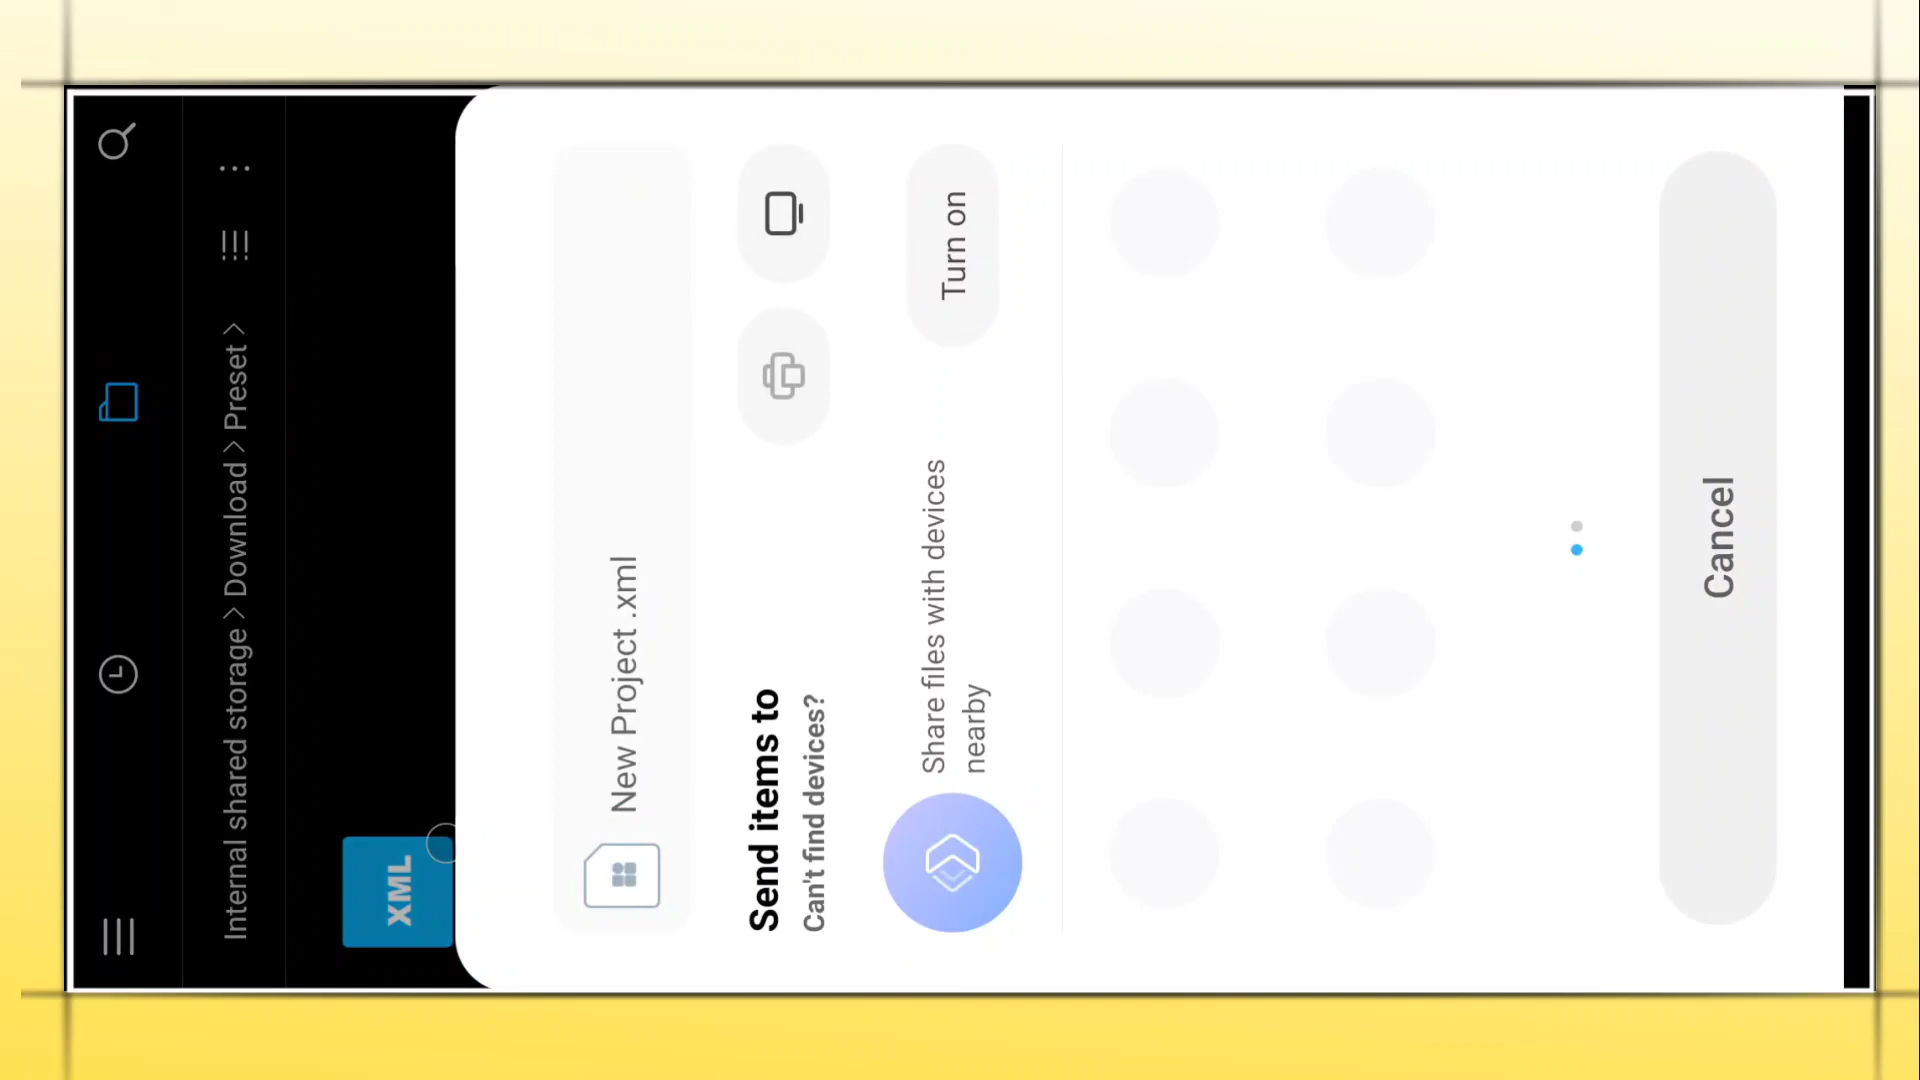 Internal shared storage > Download > Preset >
XML
New Project .xml
Send items to
Can't find devices?
Share files with devices
nearby
Turn on
Cancel